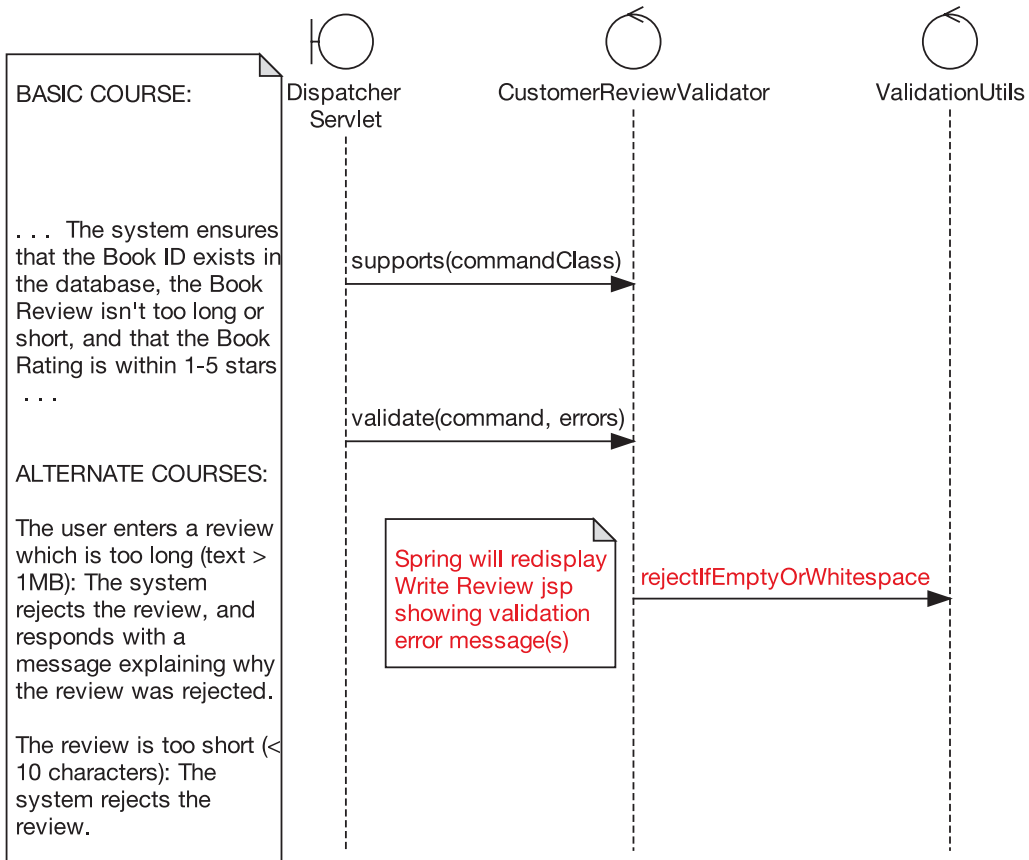 BASIC COURSE:
. . . The system ensures
that the Book ID exists in
the database, the Book
Review isn't too long or
short, and that the Book
Rating is within 1-5 stars
. . .
ALTERNATE COURSES:
The user enters a review
which is too long (text >
1MB): The system
rejects the review, and
responds with a
message explaining why
the review was rejected.
The review is too short (<
10 characters): The
system rejects the
review.
Dispatcher
Servlet
CustomerReviewValidator
ValidationUtils
supports(commandClass)
validate(command, errors)
Spring will redisplay
Write Review jsp
showing validation
error message(s)
rejectIfEmptyOrWhitespace